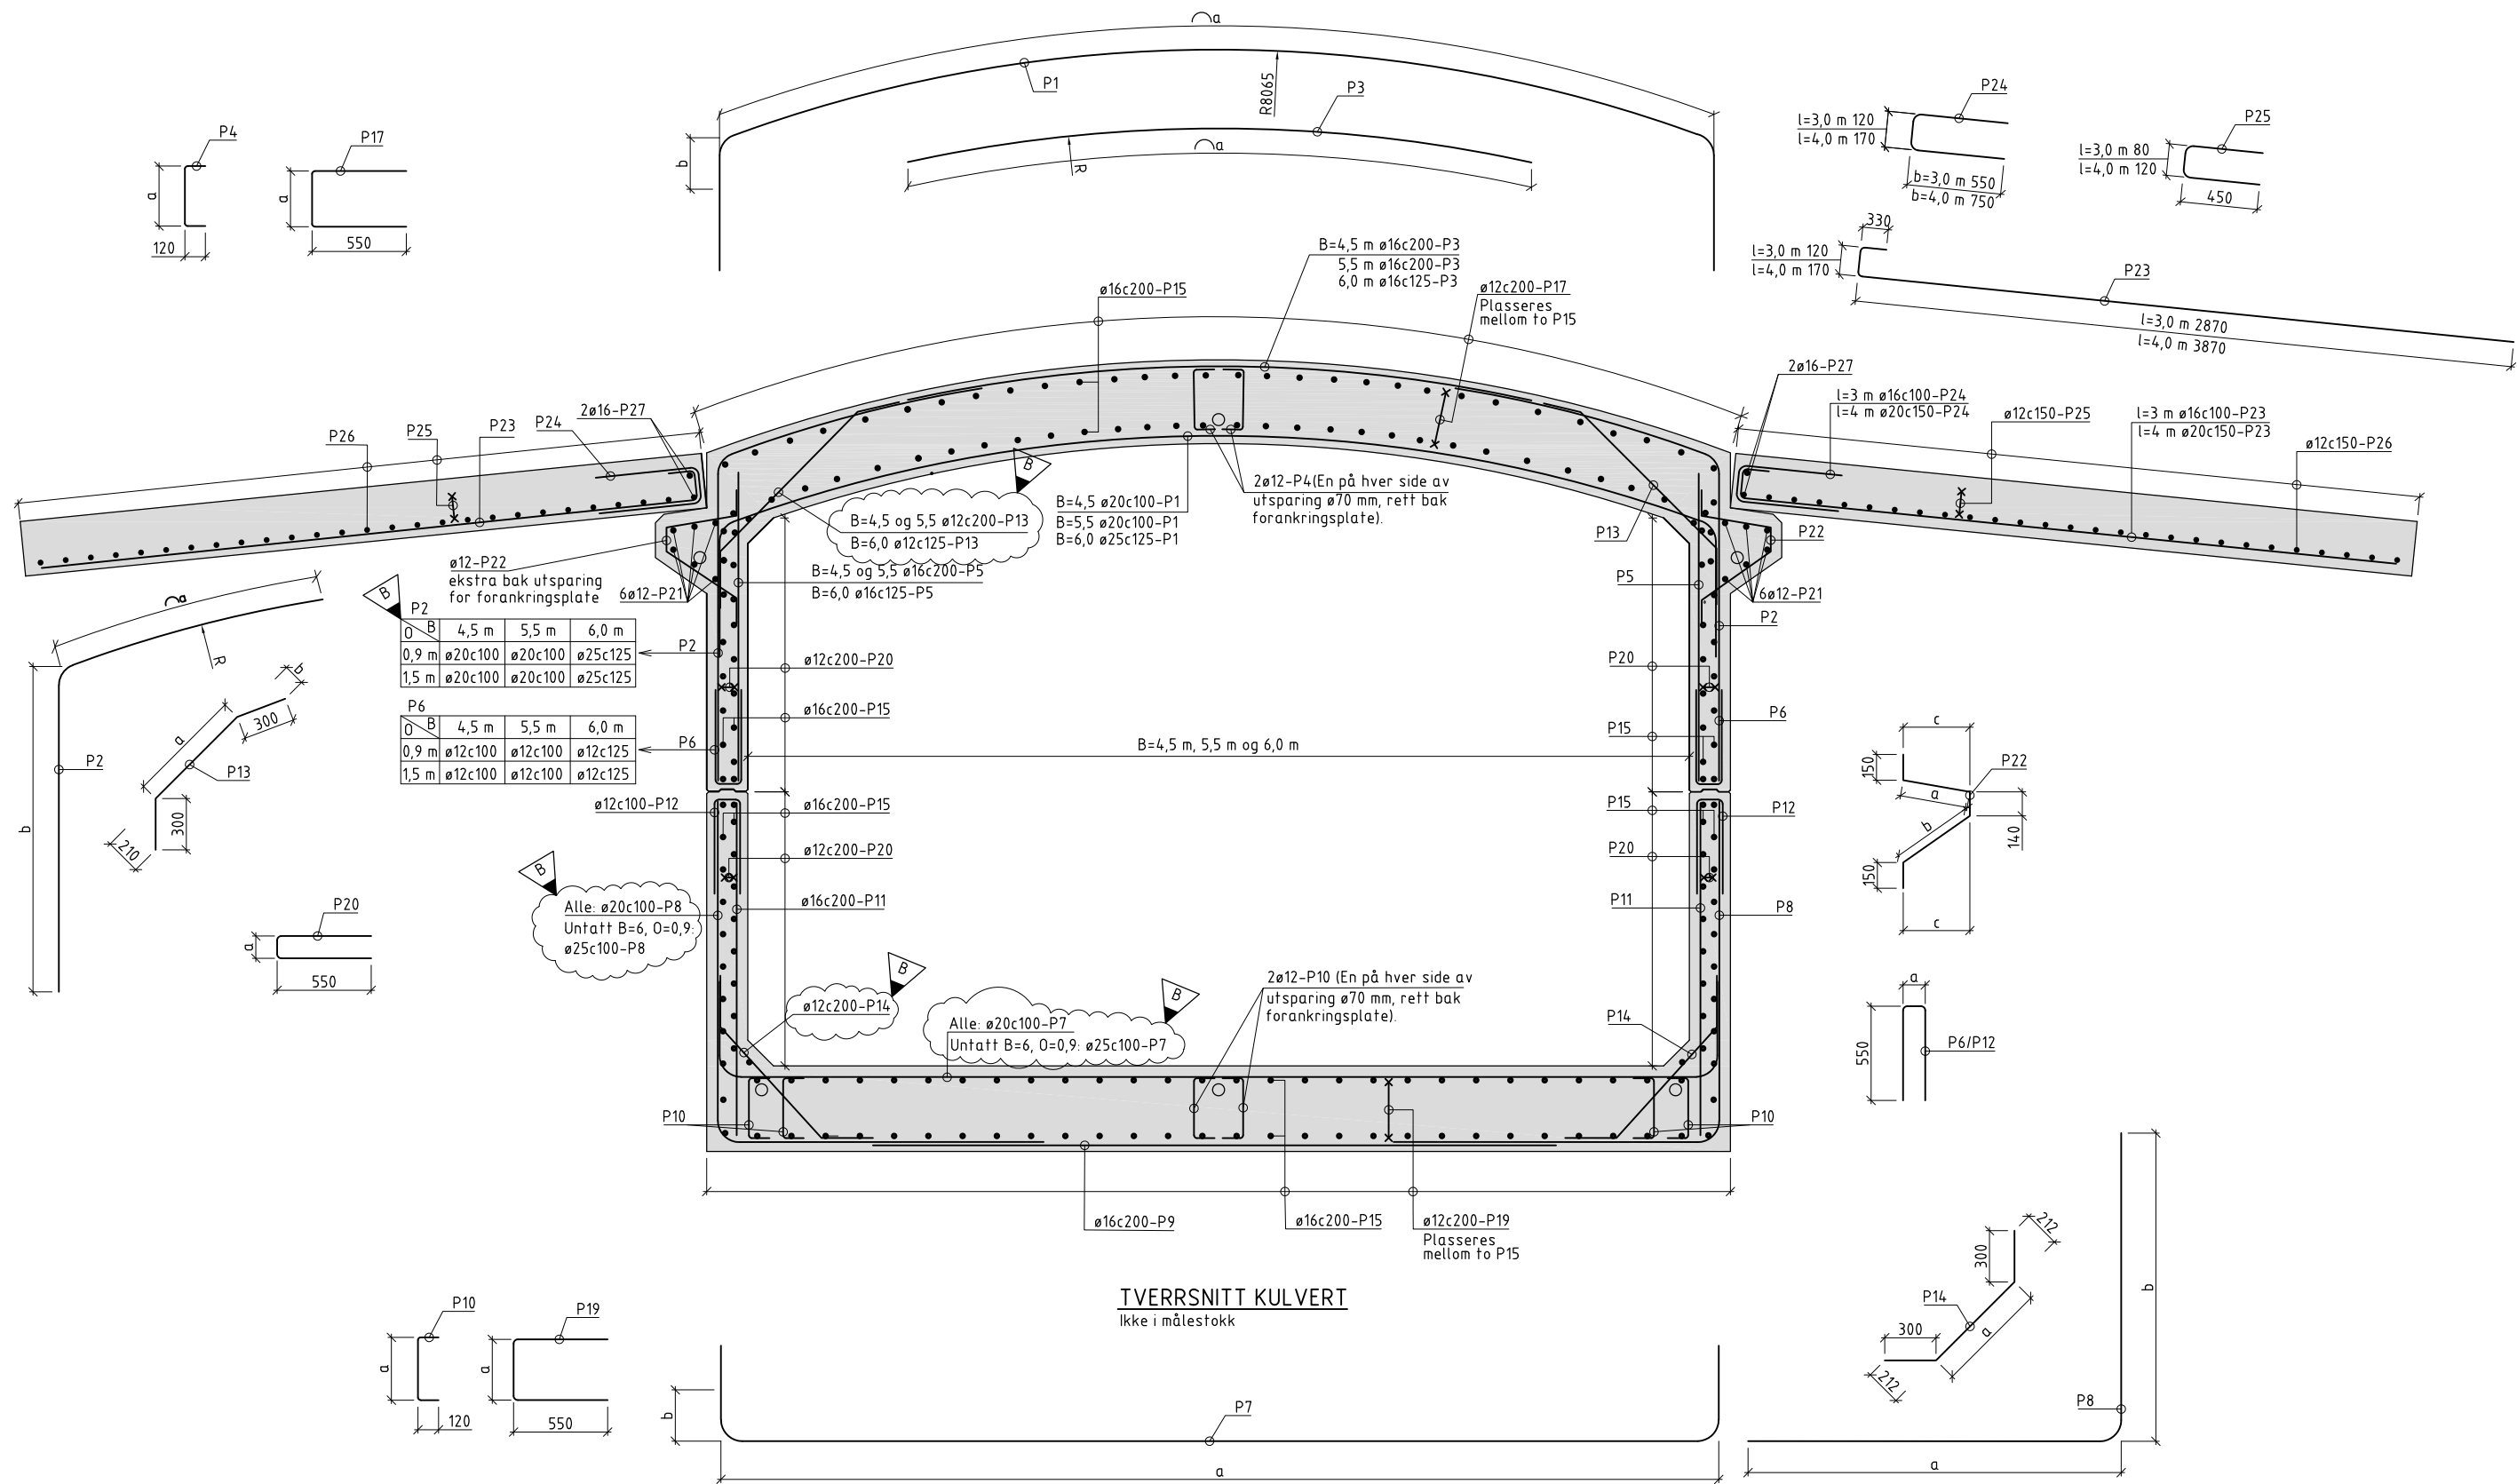 a
P1
R8065
P3
a
b
R
P4
a
120
P17
a
550
P24
l=3,0 m 120
l=4,0 m 170
b=3,0 m 550
b=4,0 m 750
P25
l=3,0 m 80
l=4,0 m 120
450
330
l=3,0 m 120
l=4,0 m 170
P23
l=3,0 m 2870
l=4,0 m 3870
B=4,5 m ø16c200-P3
5,5 m ø16c200-P3
6,0 m ø16c125-P3
ø16c200-P15
ø12c200-P17
Plasseres
mellom to P15
2ø16-P27
l=3 m ø16c100-P24
l=4 m ø20c150-P24
ø12c150-P25
l=3 m ø16c100-P23
l=4 m ø20c150-P23
ø12c150-P26
P26
P25
P23
P24
2ø16-P27
B
2ø12-P4(En på hver side av
utsparing ø70 mm, rett bak
forankringsplate).
B=4,5 ø20c100-P1
B=5,5 ø20c100-P1
B=6,0 ø25c125-P1
B=4,5 og 5,5 ø12c200-P13
B=6,0 ø12c125-P13
B=4,5 og 5,5 ø16c200-P5
B=6,0 ø16c125-P5
P13
P22
P5
6ø12-P21
P2
ø12-P22
ekstra bak utsparing
for forankringsplate
6ø12-P21
B
P2
O B 4,5 m 5,5 m 6,0 m
0,9 m ø20c100 ø20c100 ø25c125
1,5 m ø20c100 ø20c100 ø25c125
P2
P6
O B 4,5 m 5,5 m 6,0 m
0,9 m ø12c100 ø12c100 ø12c125
1,5 m ø12c100 ø12c100 ø12c125
P6
a
R
b
P2
b
300
a
P13
300
210
P20
a
550
ø12c200-P20
ø16c200-P15
B=4,5 m, 5,5 m og 6,0 m
P20
P6
P15
ø12c100-P12
ø16c200-P15
ø12c200-P20
ø16c200-P11
P15
P12
P20
P11
P8
B
Alle: ø20c100-P8
Untatt B=6, O=0,9:
ø25c100-P8
B
ø12c200-P14
B
Alle: ø20c100-P7
Untatt B=6, O=0,9: ø25c100-P7
2ø12-P10 (En på hver side av
utsparing ø70 mm, rett bak
forankringsplate).
P14
P10
P10
c
150
P22
a
b
140
150
c
a
550
P6/P12
ø16c200-P9
ø16c200-P15
ø12c200-P19
Plasseres
mellom to P15
TVERRSNITT KULVERT
Ikke i målestokk
P10
a
120
P19
a
550
b
P7
a
212
300
P14
300
a
212
b
P8
a